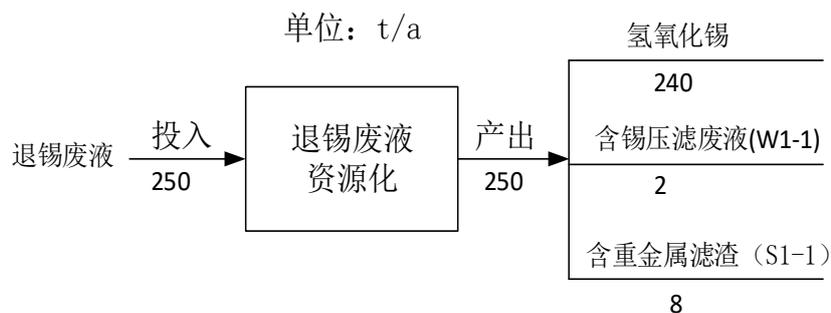 单位：t/a
氢氧化锡
240
退锡废液
投入
250
退锡废液
资源化
产出
250
含锡压滤废液(W1-1)
2
含重金属滤渣（S1-1）
8